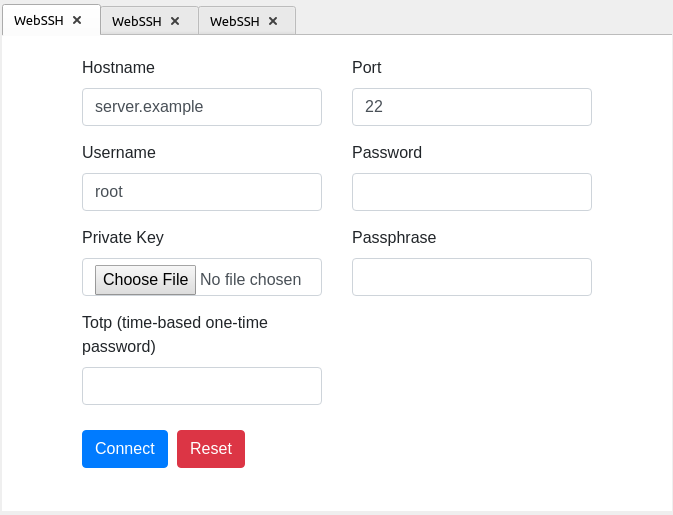 WebSSH WebSSH WebSSH
Hostname Port
server.example 22
Username Password
root
Private Key Passphrase
Choose File No file chosen
Totp (time-based one-time
password)
Connect Reset